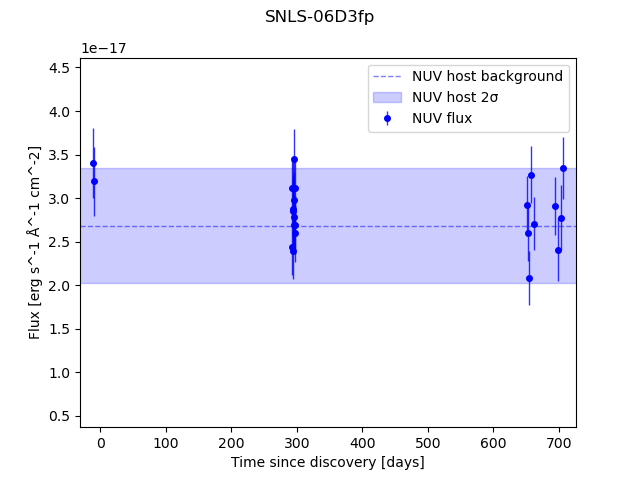 SNLS-06D3fp
1e−17
NUV host background
NUV host 2σ
NUV flux
4.5
4.0
3.5
3.0
2.5
2.0
1.5
1.0
0.5
Flux [erg s^-1 Å^-1 cm^-2]
0 100 200 300 400 500 600 700
Time since discovery [days]